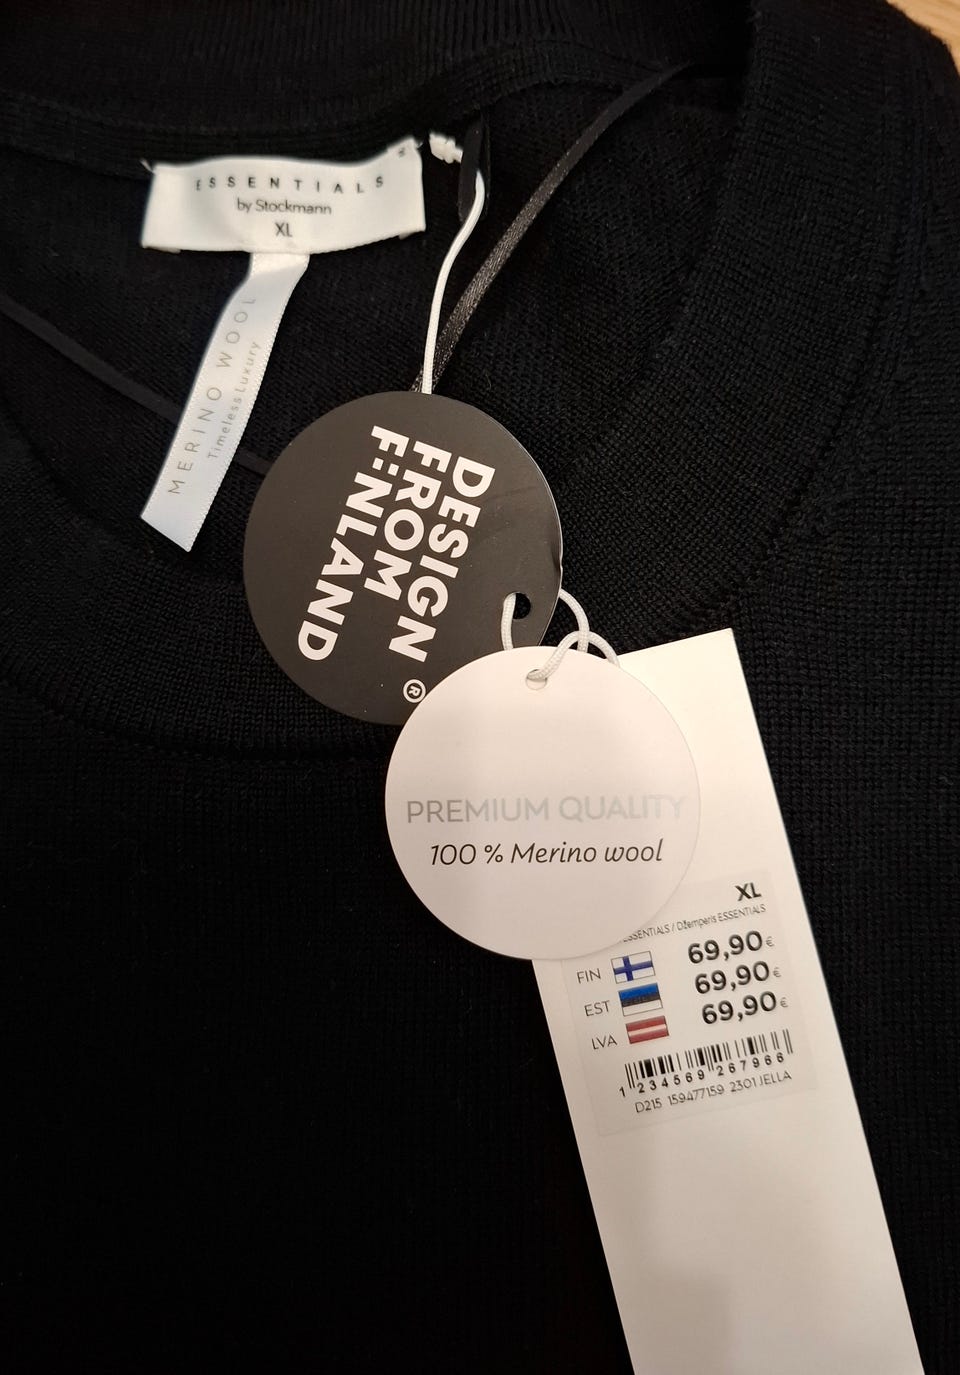 ESSENTIALS
by Stockmann
XL
MERINO WOOL
Timeless Luxury
DESIGN
FROM
FINLAND
®
PREMIUM QUALITY
100 % Merino wool
XL
ESSENTIALS / Džemperis ESSENTIALS
FIN 69,90€
EST 69,90€
LVA 69,90€
1 234569 267966
D215 159477159 2301 JELLA